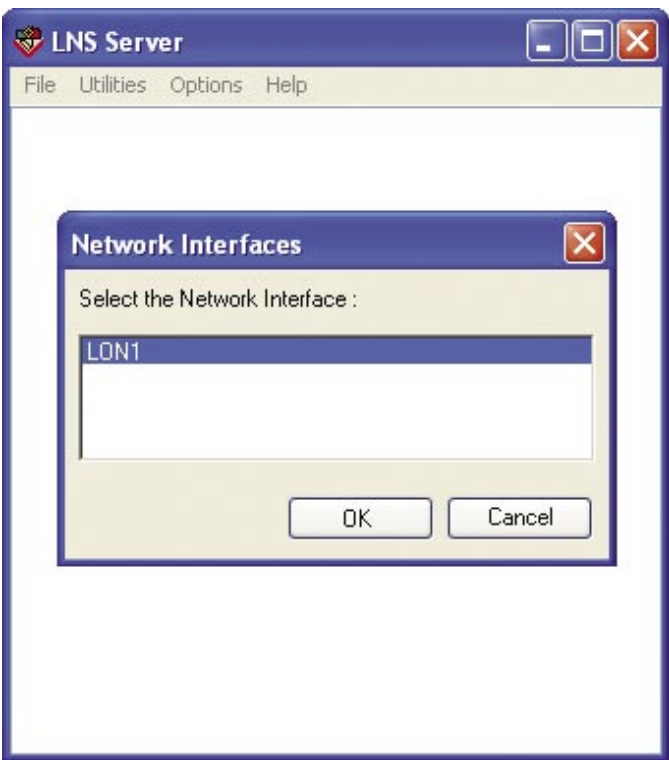 LNS Server
File Utilities Options Help
Network Interfaces
Select the Network Interface :
LON1
OK Cancel